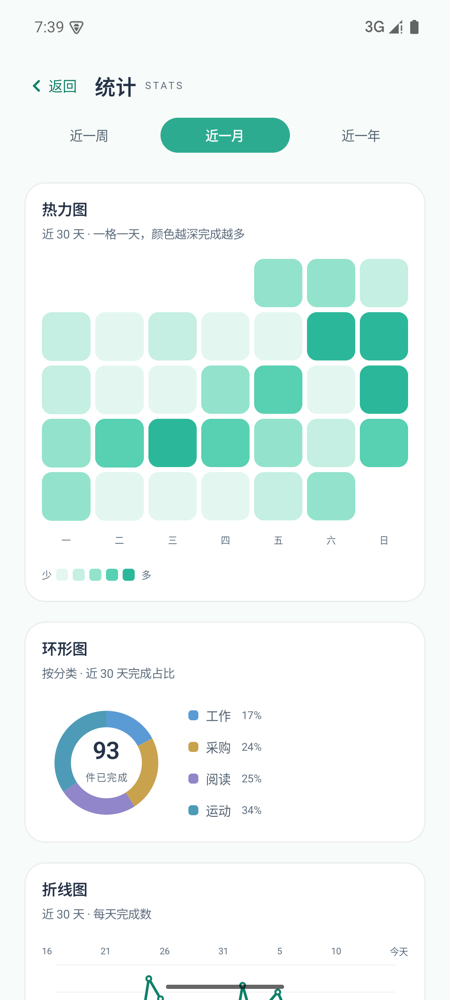 7:39 3G
返回 统计 STATS
近一周 近一月 近一年
热力图
近 30 天 · 一格一天，颜色越深完成越多
一 二 三 四 五 六 日
少 多
环形图
按分类 · 近 30 天完成占比
93
件已完成
工作 17%
采购 24%
阅读 25%
运动 34%
折线图
近 30 天 · 每天完成数
16 21 26 31 5 10 今天